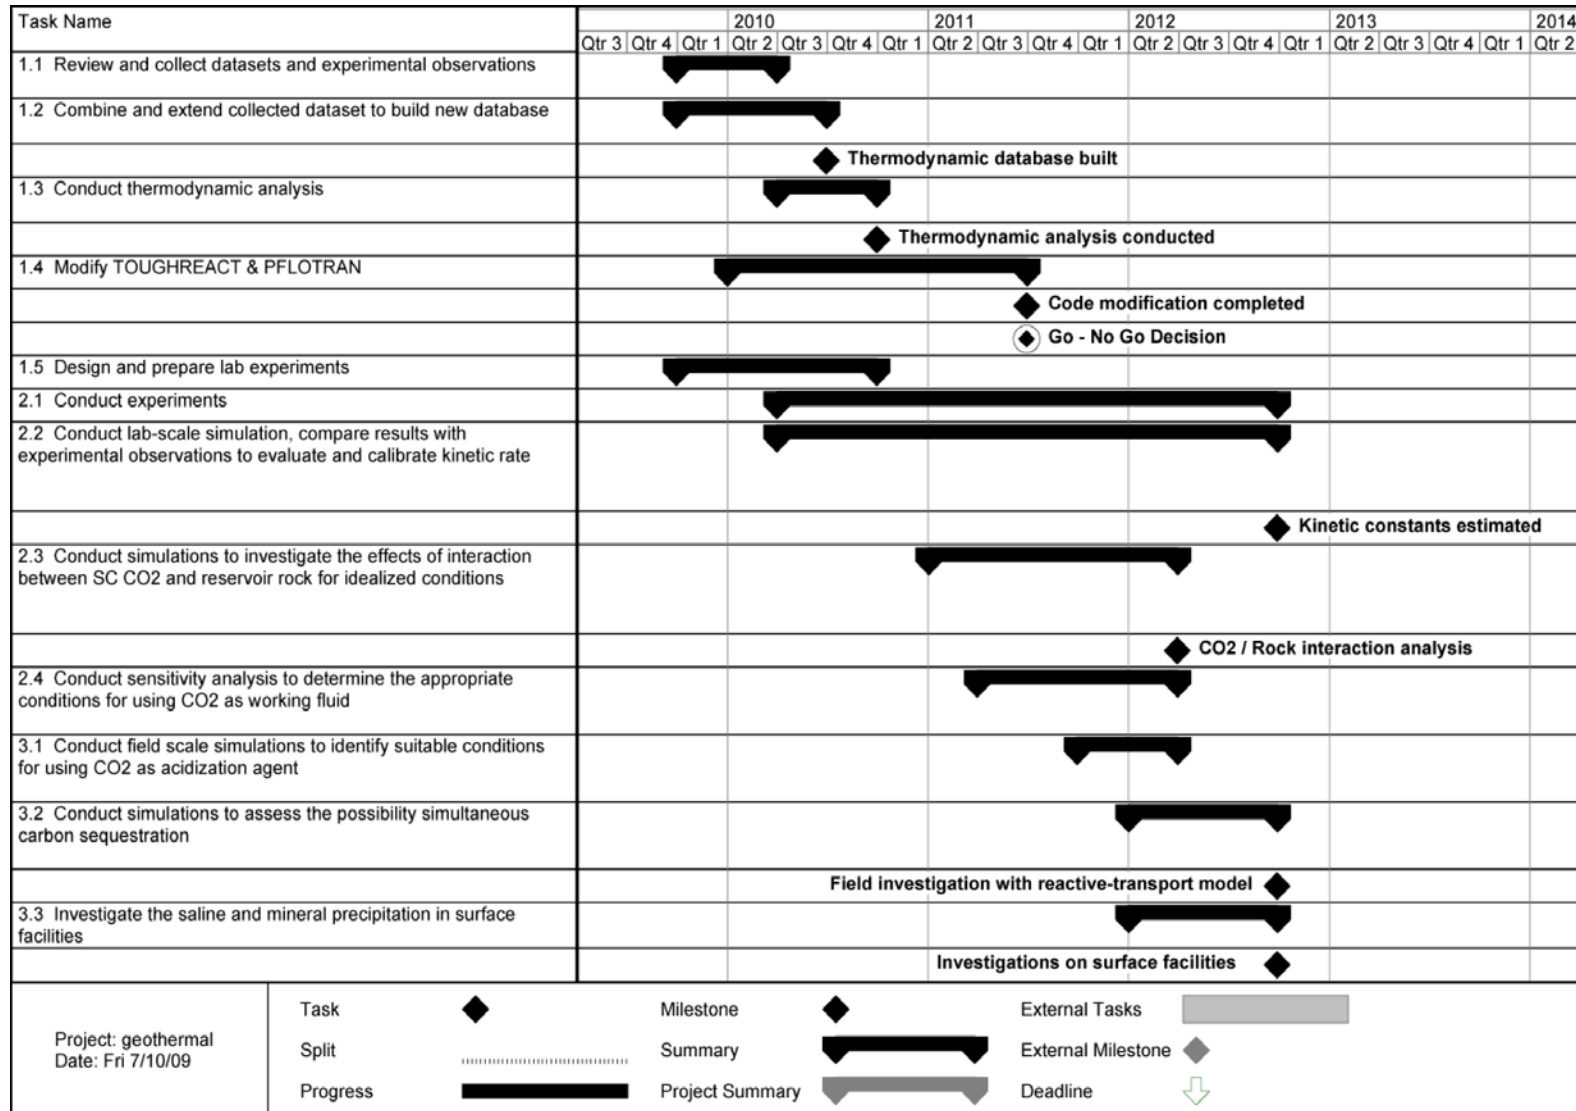 Task Name
2010 2011 2012 2013 2014
Qtr 3 Qtr 4 Qtr 1 Qtr 2 Qtr 3 Qtr 4 Qtr 1 Qtr 2 Qtr 3 Qtr 4 Qtr 1 Qtr 2 Qtr 3 Qtr 4 Qtr 1 Qtr 2 Qtr 3 Qtr 4 Qtr 1 Qtr 2
1.1 Review and collect datasets and experimental observations
1.2 Combine and extend collected dataset to build new database
Thermodynamic database built
1.3 Conduct thermodynamic analysis
Thermodynamic analysis conducted
1.4 Modify TOUGHREACT & PFLOTRAN
Code modification completed
Go - No Go Decision
1.5 Design and prepare lab experiments
2.1 Conduct experiments
2.2 Conduct lab-scale simulation, compare results with
experimental observations to evaluate and calibrate kinetic rate
Kinetic constants estimated
2.3 Conduct simulations to investigate the effects of interaction
between SC CO2 and reservoir rock for idealized conditions
CO2 / Rock interaction analysis
2.4 Conduct sensitivity analysis to determine the appropriate
conditions for using CO2 as working fluid
3.1 Conduct field scale simulations to identify suitable conditions
for using CO2 as acidization agent
3.2 Conduct simulations to assess the possibility simultaneous
carbon sequestration
Field investigation with reactive-transport model
3.3 Investigate the saline and mineral precipitation in surface
facilities
Investigations on surface facilities
Project: geothermal
Date: Fri 7/10/09
Task
Split
Progress
Milestone
Summary
Project Summary
External Tasks
External Milestone
Deadline